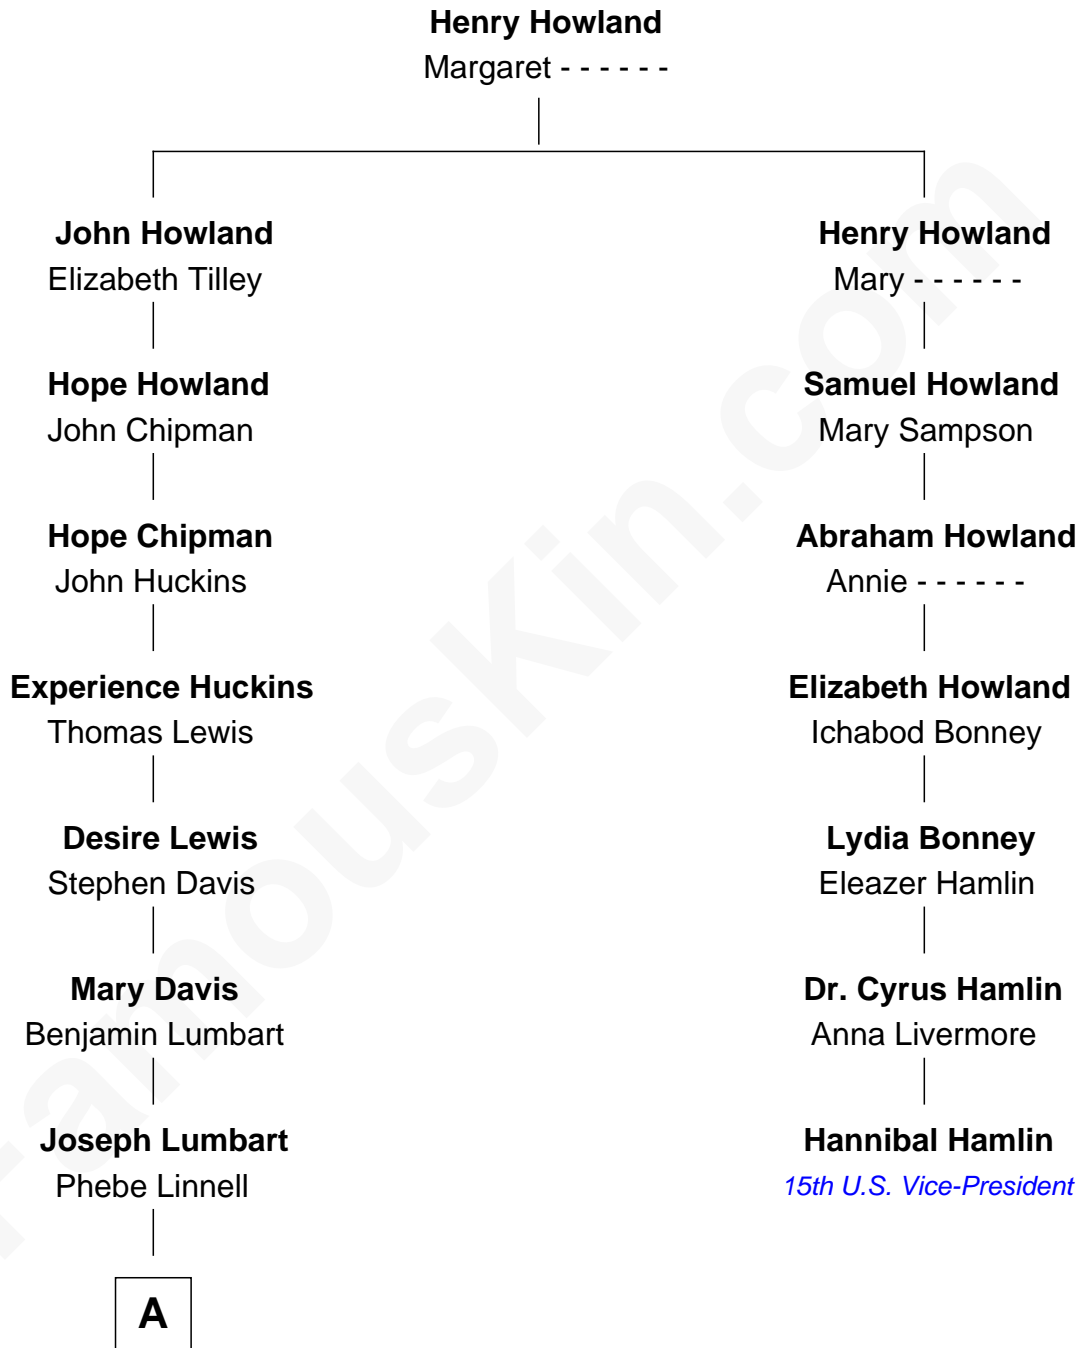 Henry Howland
Margaret - - - - - -
John Howland
Elizabeth Tilley
Henry Howland
Mary - - - - - -
Hope Howland
John Chipman
Samuel Howland
Mary Sampson
Hope Chipman
John Huckins
Abraham Howland
Annie - - - - - -
Experience Huckins
Thomas Lewis
Elizabeth Howland
Ichabod Bonney
Desire Lewis
Stephen Davis
Lydia Bonney
Eleazer Hamlin
Mary Davis
Benjamin Lumbart
Dr. Cyrus Hamlin
Anna Livermore
Joseph Lumbart
Phebe Linnell
Hannibal Hamlin
15th U.S. Vice-President
A
FamousKin.com